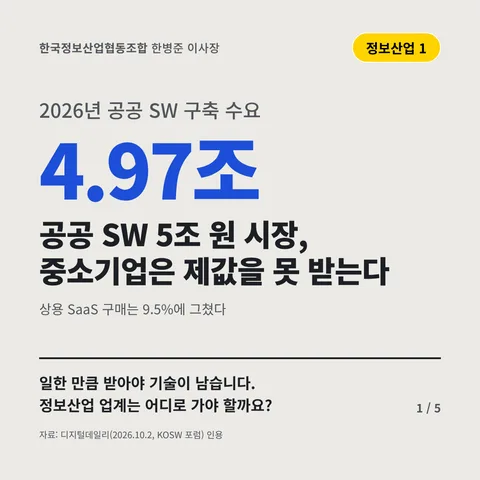 한국정보산업협동조합 한병준 이사장
정보산업 1
2026년 공공 SW 구축 수요
4.97조
공공 SW 5조 원 시장,
중소기업은 제값을 못 받는다
상용 SaaS 구매는 9.5%에 그쳤다
일한 만큼 받아야 기술이 남습니다.
정보산업 업계는 어디로 가야 할까요?
1 / 5
자료: 디지털데일리(2026.10.2, KOSW 포럼) 인용